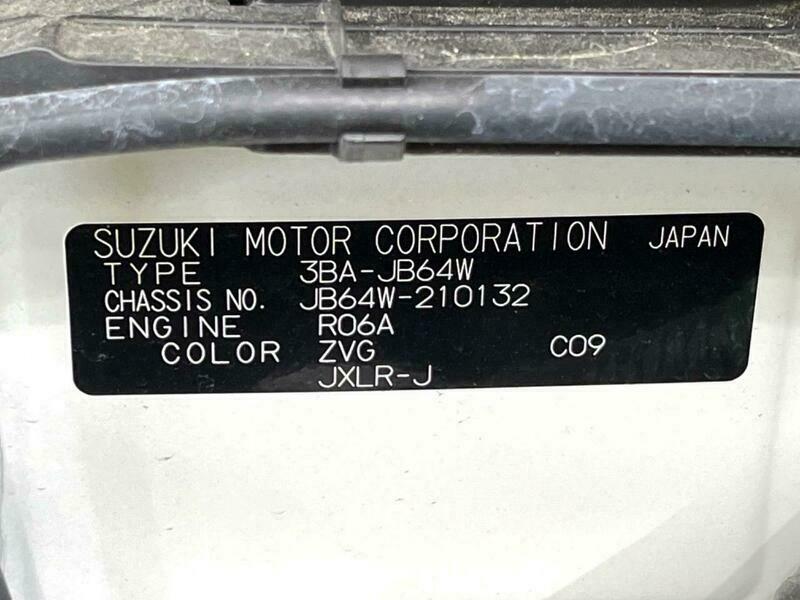 SUZUKI MOTOR CORPORATION JAPAN
TYPE 3BA-JB64W
CHASSIS NO. JB64W-210132
ENGINE R06A
COLOR ZVG C09
JXLR-J